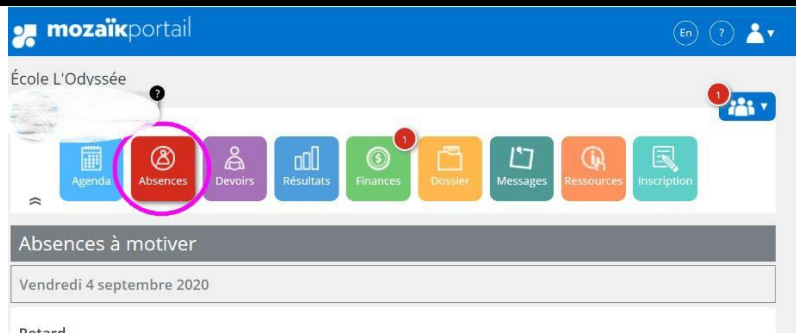 mozaïkportail
En ?
École L'Odyssée
?
1
1
Agenda Absences Devoirs Résultats Finances Dossier Messages Ressources Inscription
Absences à motiver
Vendredi 4 septembre 2020
Retard